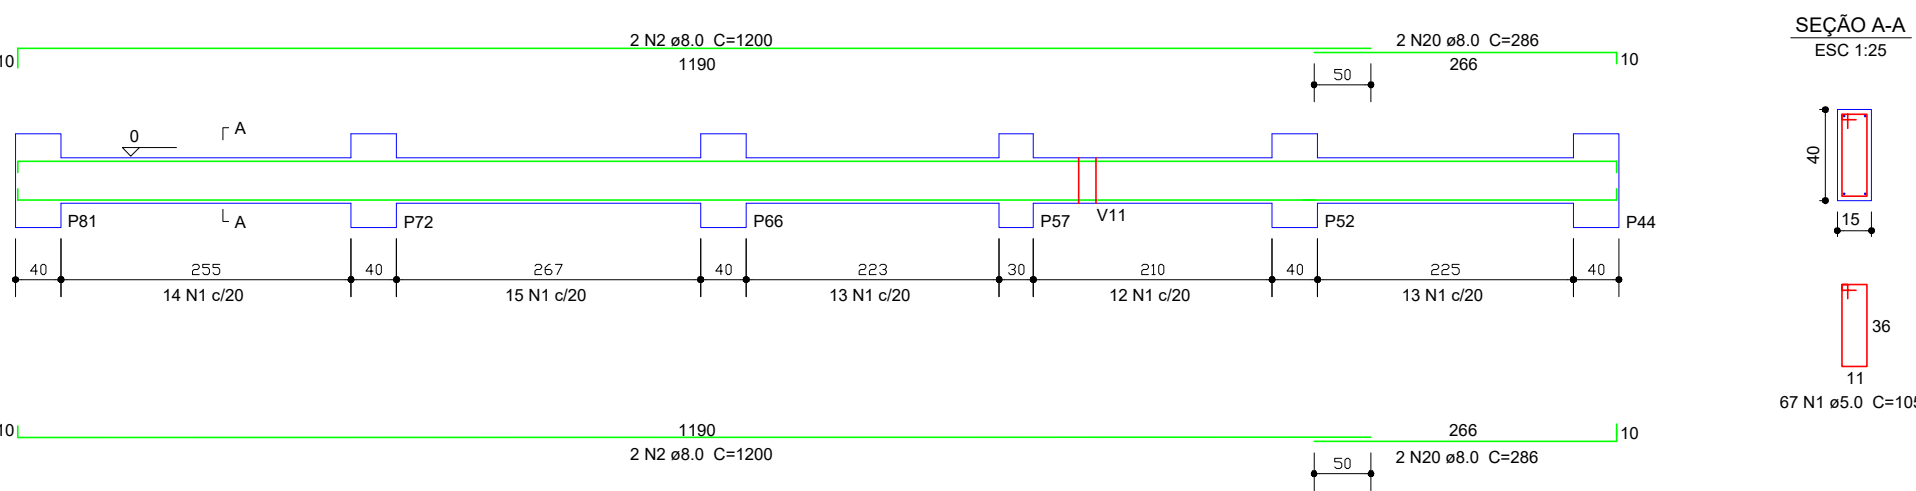 2 N2 ø8.0 C=1200
2 N20 ø8.0 C=286
10
1190
266
10
50
SEÇÃO A-A
ESC 1:25
0
A
A
P81
P72
P66
P57
V11
P52
P44
40
255
40
267
40
223
30
210
40
225
40
14 N1 c/20
15 N1 c/20
13 N1 c/20
12 N1 c/20
13 N1 c/20
40
15
36
11
67 N1 ø5.0 C=105
10
1190
266
10
2 N2 ø8.0 C=1200
2 N20 ø8.0 C=286
50